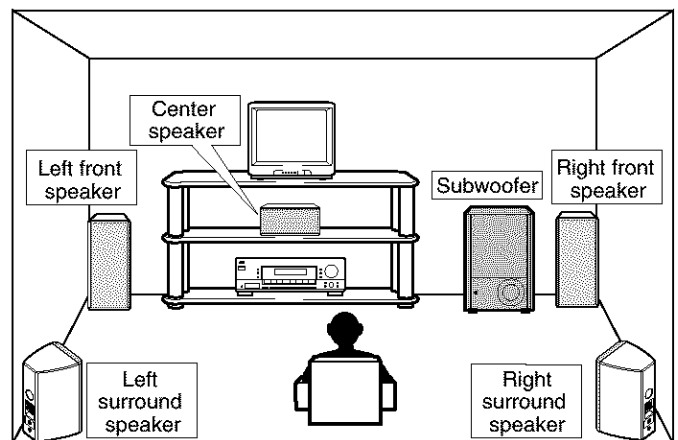 Center
speaker
Left front
speaker
Subwoofer
Right front
speaker
Left
surround
speaker
Right
surround
speaker